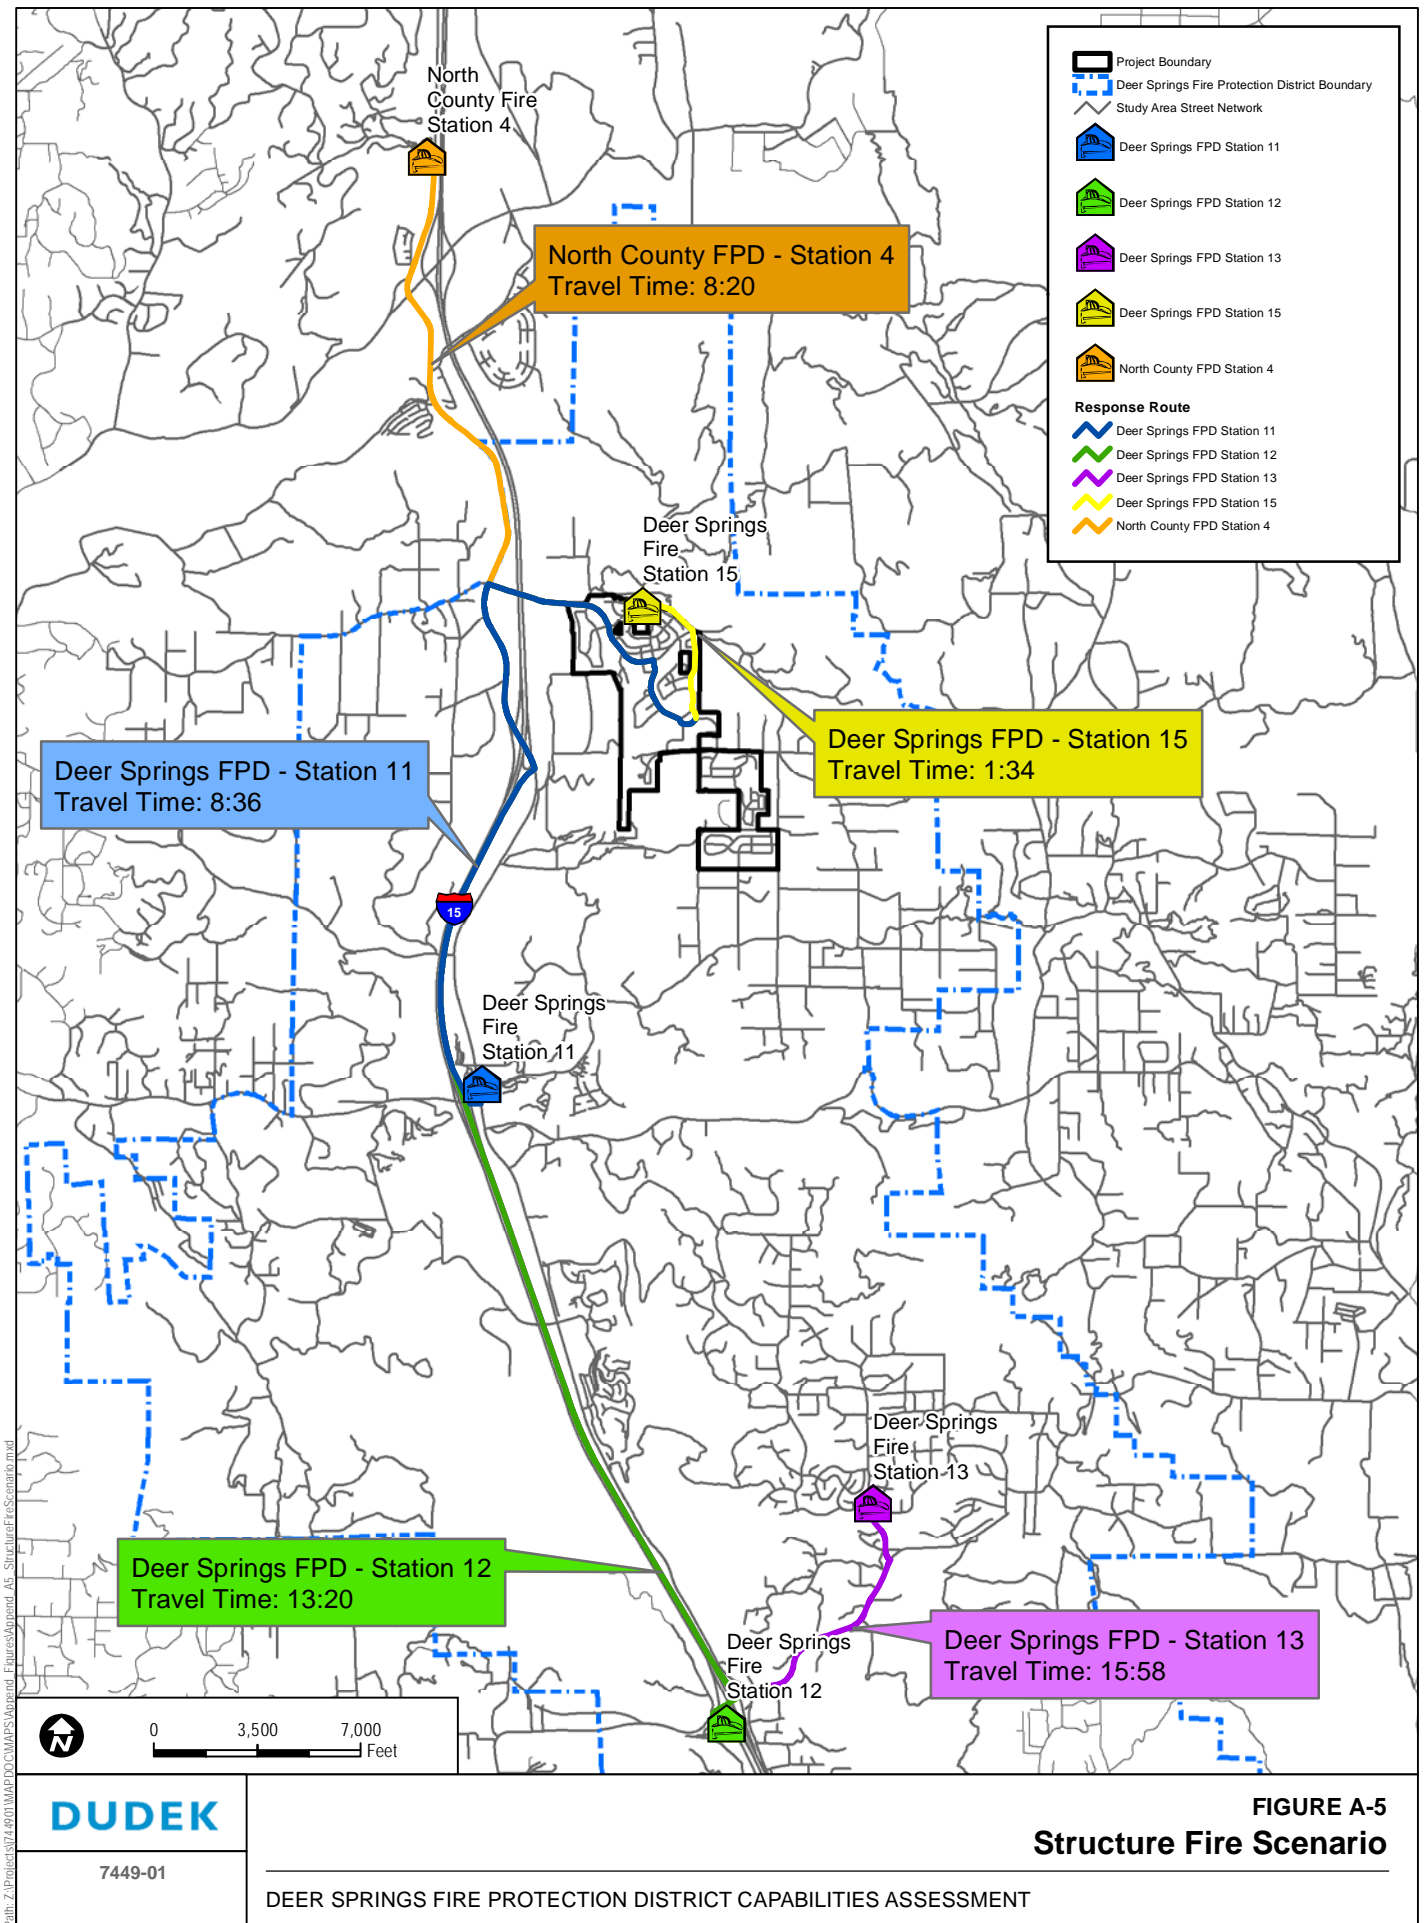 North
County Fire
Station 4
Project Boundary
Deer Springs Fire Protection District Boundary
Study Area Street Network
Deer Springs FPD Station 11
Deer Springs FPD Station 12
Deer Springs FPD Station 13
Deer Springs FPD Station 15
North County FPD Station 4
Response Route
Deer Springs FPD Station 11
Deer Springs FPD Station 12
Deer Springs FPD Station 13
Deer Springs FPD Station 15
North County FPD Station 4
North County FPD - Station 4
Travel Time: 8:20
Deer Springs
Fire
Station 15
Deer Springs FPD - Station 15
Travel Time: 1:34
Deer Springs FPD - Station 11
Travel Time: 8:36
15
Deer Springs
Fire
Station 11
Deer Springs
Fire
Station 13
Deer Springs FPD - Station 12
Travel Time: 13:20
Deer Springs FPD - Station 13
Travel Time: 15:58
Deer Springs
Fire
Station 12
N
0 3,500 7,000
Feet
Path: Z:\Projects\j744901\MAPDOC\MAPS\Append_Figures\Append_A5_StructureFireScenario.mxd
DUDEK
7449-01
FIGURE A-5
Structure Fire Scenario
DEER SPRINGS FIRE PROTECTION DISTRICT CAPABILITIES ASSESSMENT